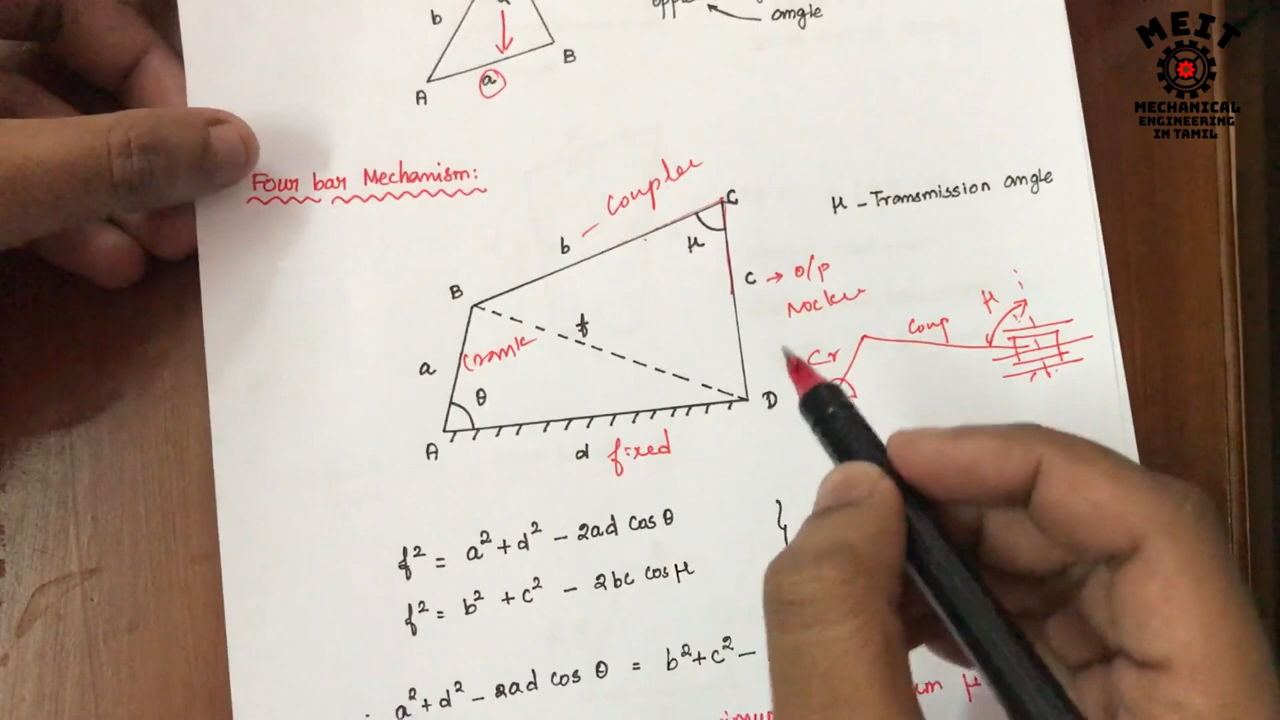 b
a
A
B
angle
MEIT
MECHANICAL
ENGINEERING
IN TAMIL
Four bar Mechanism:
μ - Transmission angle
b - coupler
C
μ
B
f
c → o/p
a
crank
θ
A
d fixed
D
μ
coup
Cr
f² = a² + d² - 2ad cos θ
f² = b² + c² - 2bc cos μ
a² + d² - 2ad cos θ = b² + c² -
μ